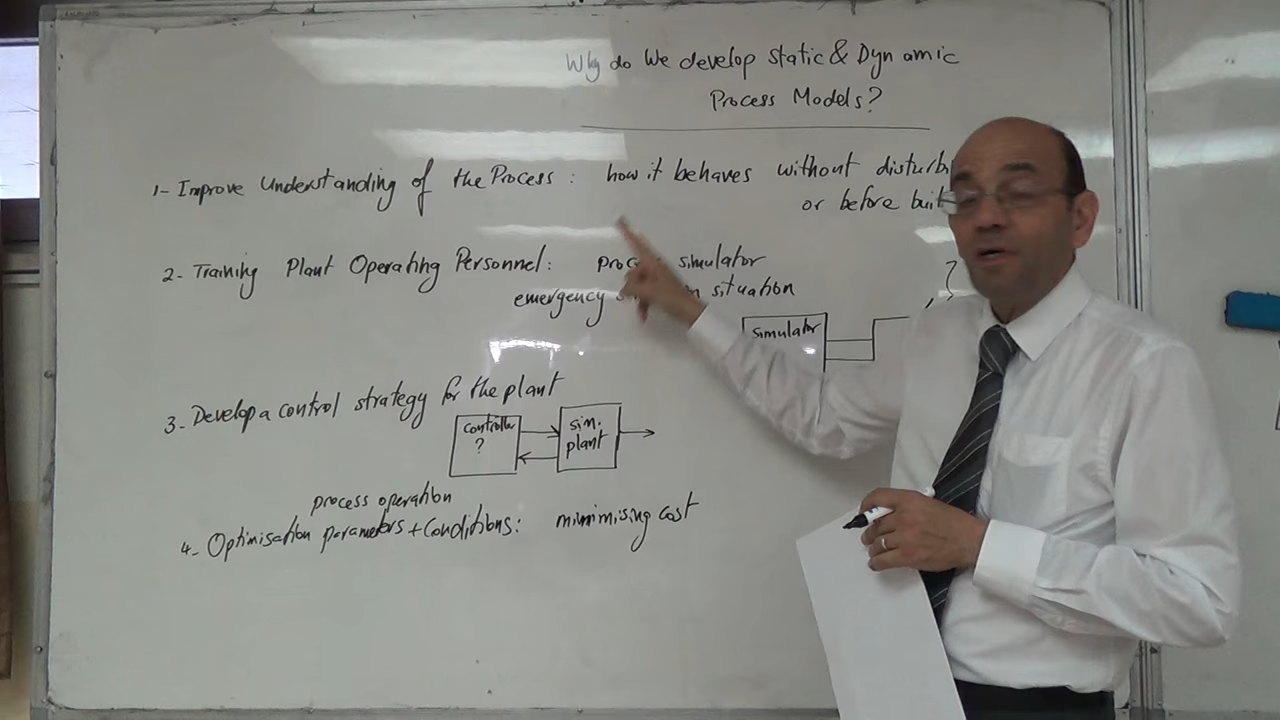 Why do We develop Static & Dynamic
Process Models?
1- Improve Understanding of the Process : how it behaves without disturb
or before buil
2- Training Plant Operating Personnel: simulator
emergency situation
simulator
3- Develop a control strategy for the plant
controller
?
sim.
plant
process operation
4- Optimisation parameters + Conditions: minimising cost